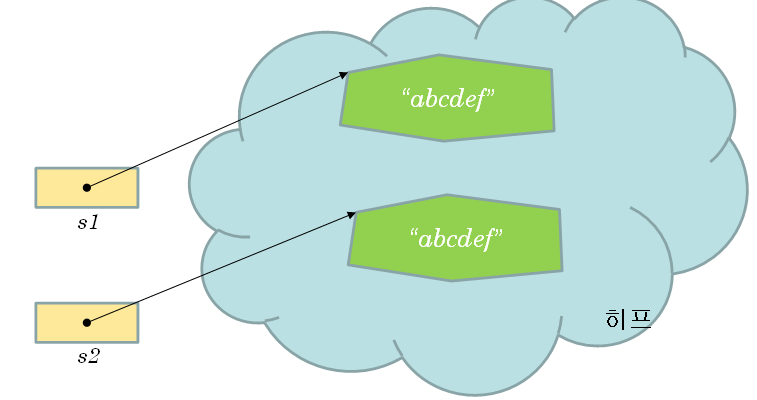 “abcdef”
s1
“abcdef”
히프
s2